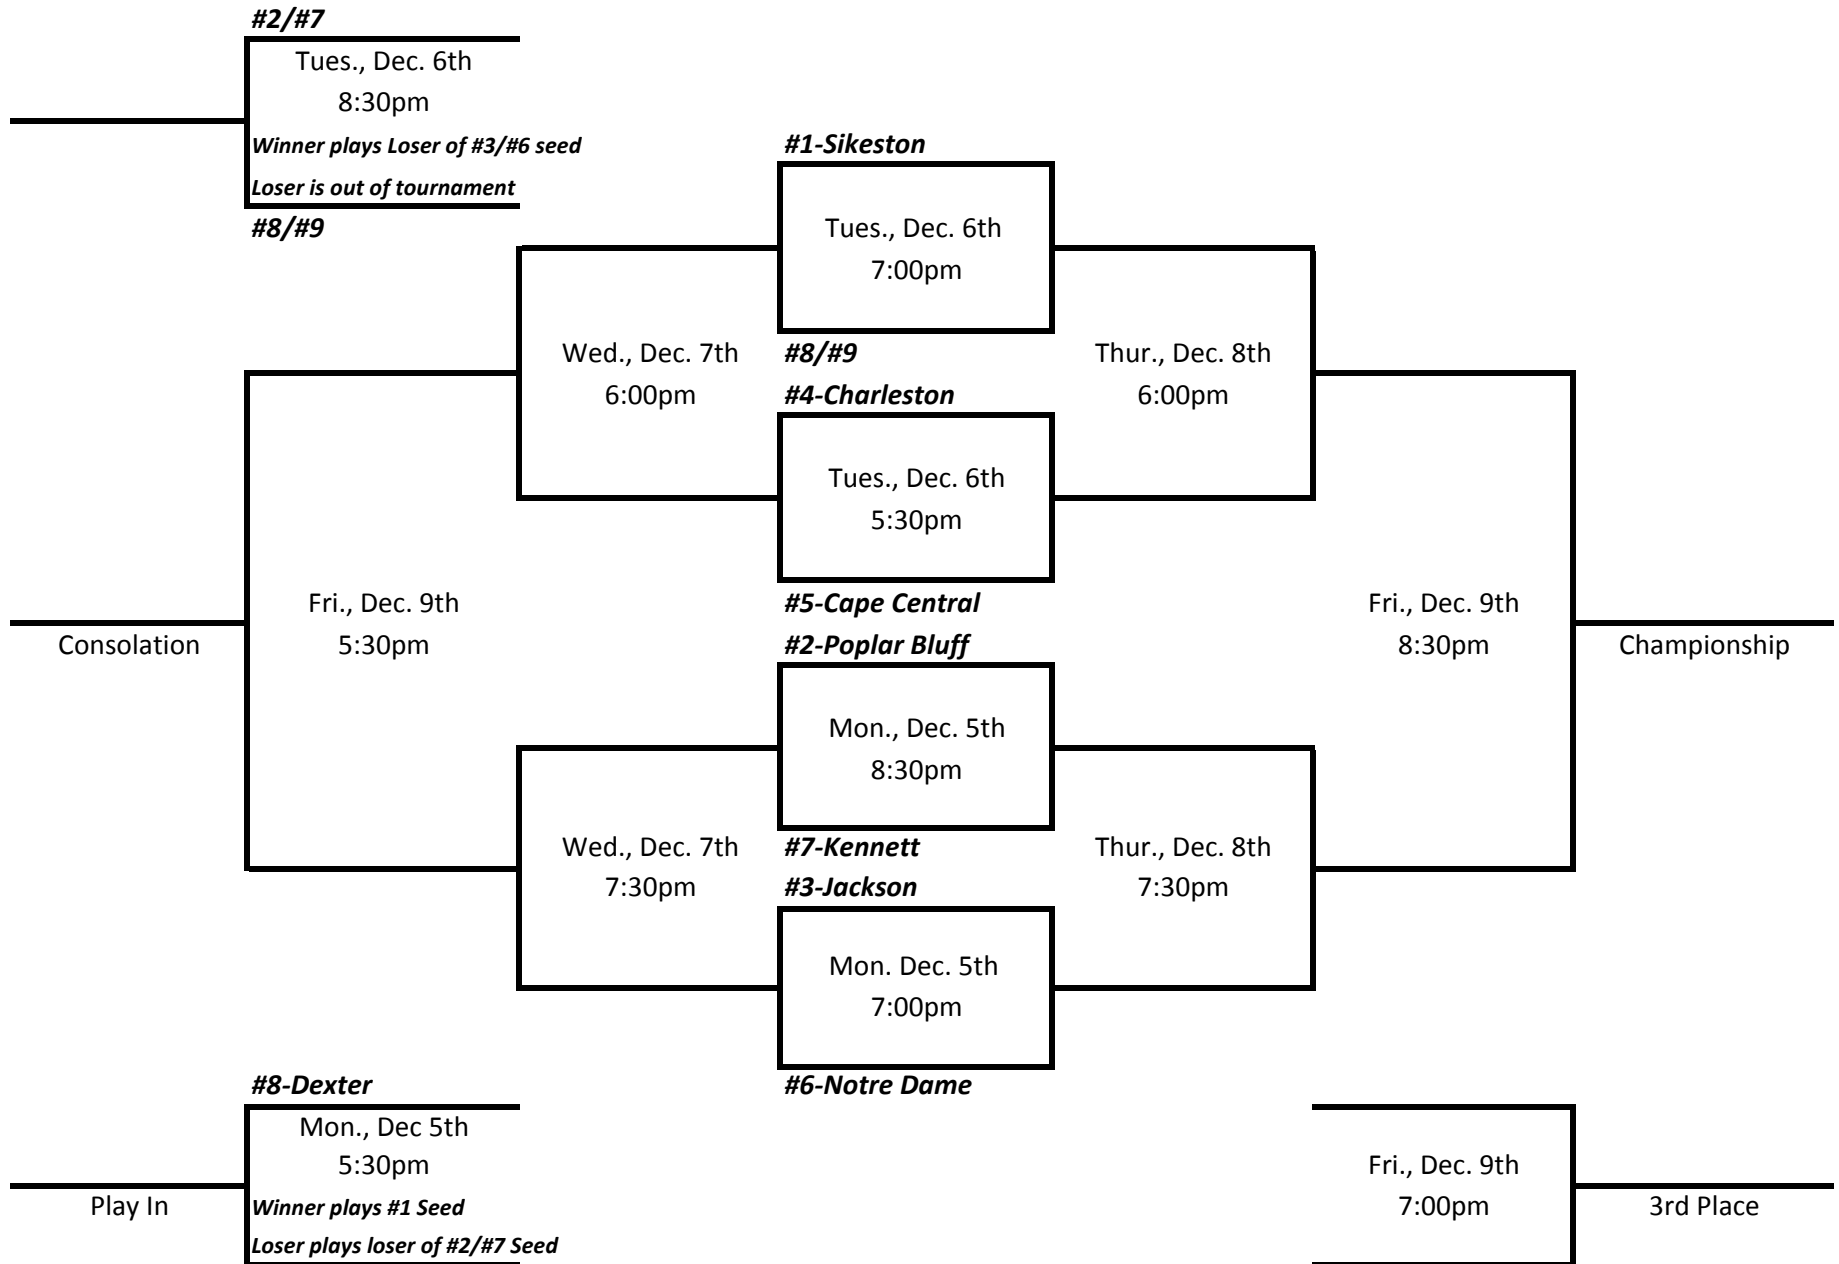 #2/#7
Tues., Dec. 6th
8:30pm
Winner plays Loser of #3/#6 seed
Loser is out of tournament
#8/#9
#1-Sikeston
Tues., Dec. 6th
7:00pm
#8/#9
#4-Charleston
Tues., Dec. 6th
5:30pm
#5-Cape Central
Wed., Dec. 7th
6:00pm
Thur., Dec. 8th
6:00pm
Fri., Dec. 9th
5:30pm
Consolation
Fri., Dec. 9th
8:30pm
Championship
#2-Poplar Bluff
Mon., Dec. 5th
8:30pm
#7-Kennett
#3-Jackson
Mon. Dec. 5th
7:00pm
#6-Notre Dame
Wed., Dec. 7th
7:30pm
Thur., Dec. 8th
7:30pm
#8-Dexter
Mon., Dec 5th
5:30pm
Winner plays #1 Seed
Loser plays loser of #2/#7 Seed
Play In
Fri., Dec. 9th
7:00pm
3rd Place